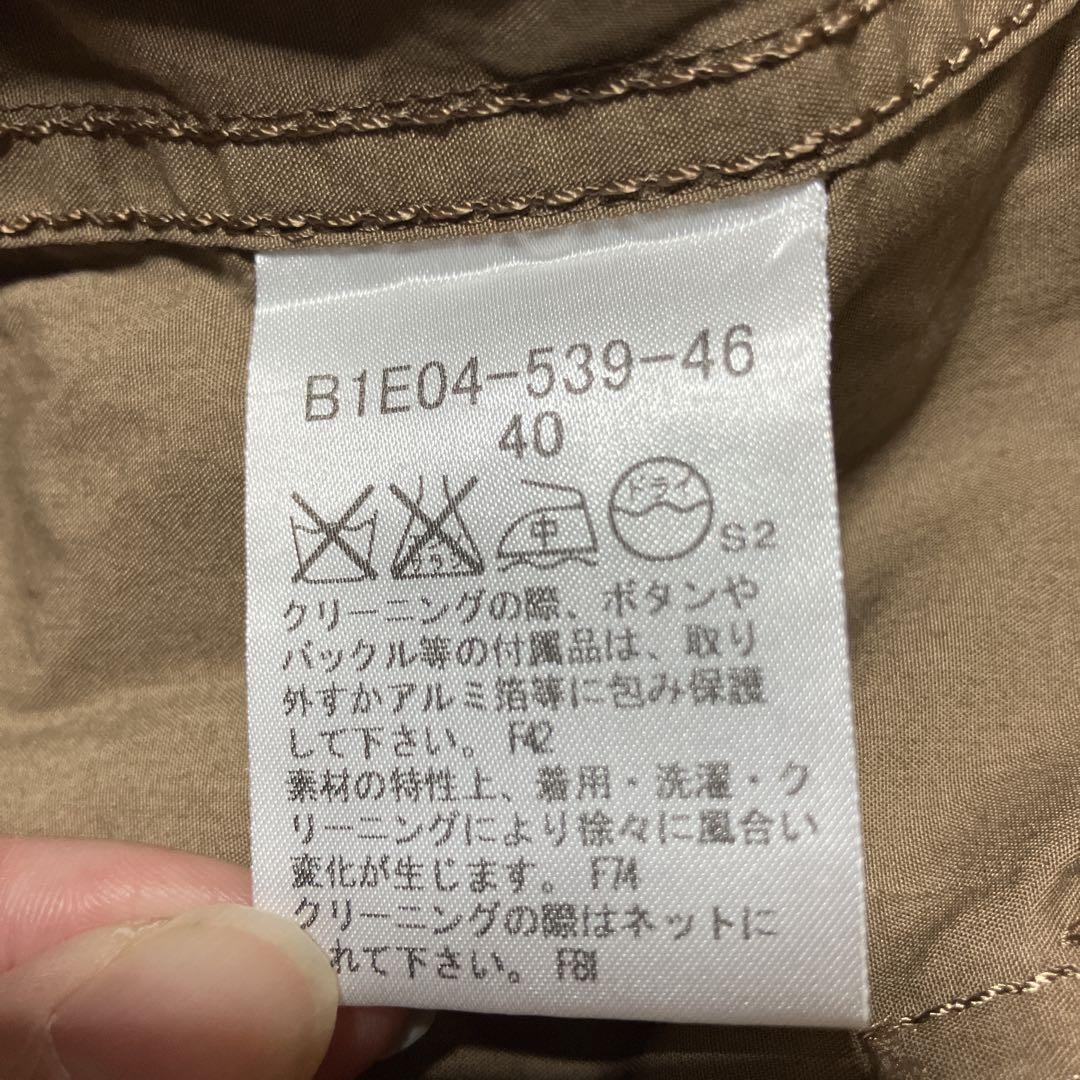 B1E04-539-46
40
中 ドライ S2
クリーニングの際、ボタンや
バックル等の付属品は、取り
外すかアルミ箔等に包み保護
して下さい。 F42
素材の特性上、着用・洗濯・ク
リーニングにより徐々に風合い
変化が生じます。 F74
クリーニングの際はネットに
れて下さい。 F81